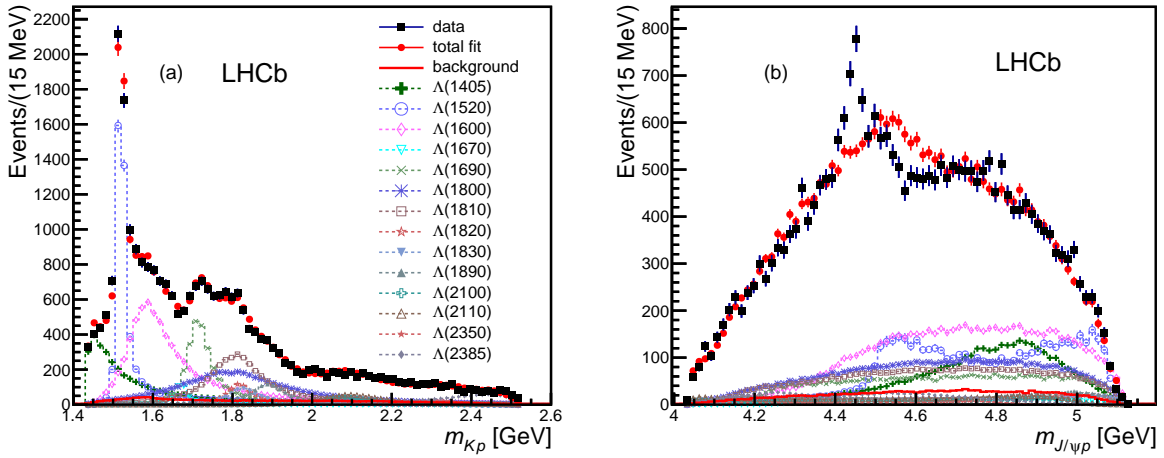 Events/(15 MeV)
2200
2000
1800
1600
1400
1200
1000
800
600
400
200
0
1.4
1.6
1.8
2
2.2
2.4
2.6
m_{Kp} [GeV]
(a)
LHCb
data
total fit
background
Λ(1405)
Λ(1520)
Λ(1600)
Λ(1670)
Λ(1690)
Λ(1800)
Λ(1810)
Λ(1820)
Λ(1830)
Λ(1890)
Λ(2100)
Λ(2110)
Λ(2350)
Λ(2385)
Events/(15 MeV)
800
700
600
500
400
300
200
100
0
4
4.2
4.4
4.6
4.8
5
m_{J/ψp} [GeV]
(b)
LHCb